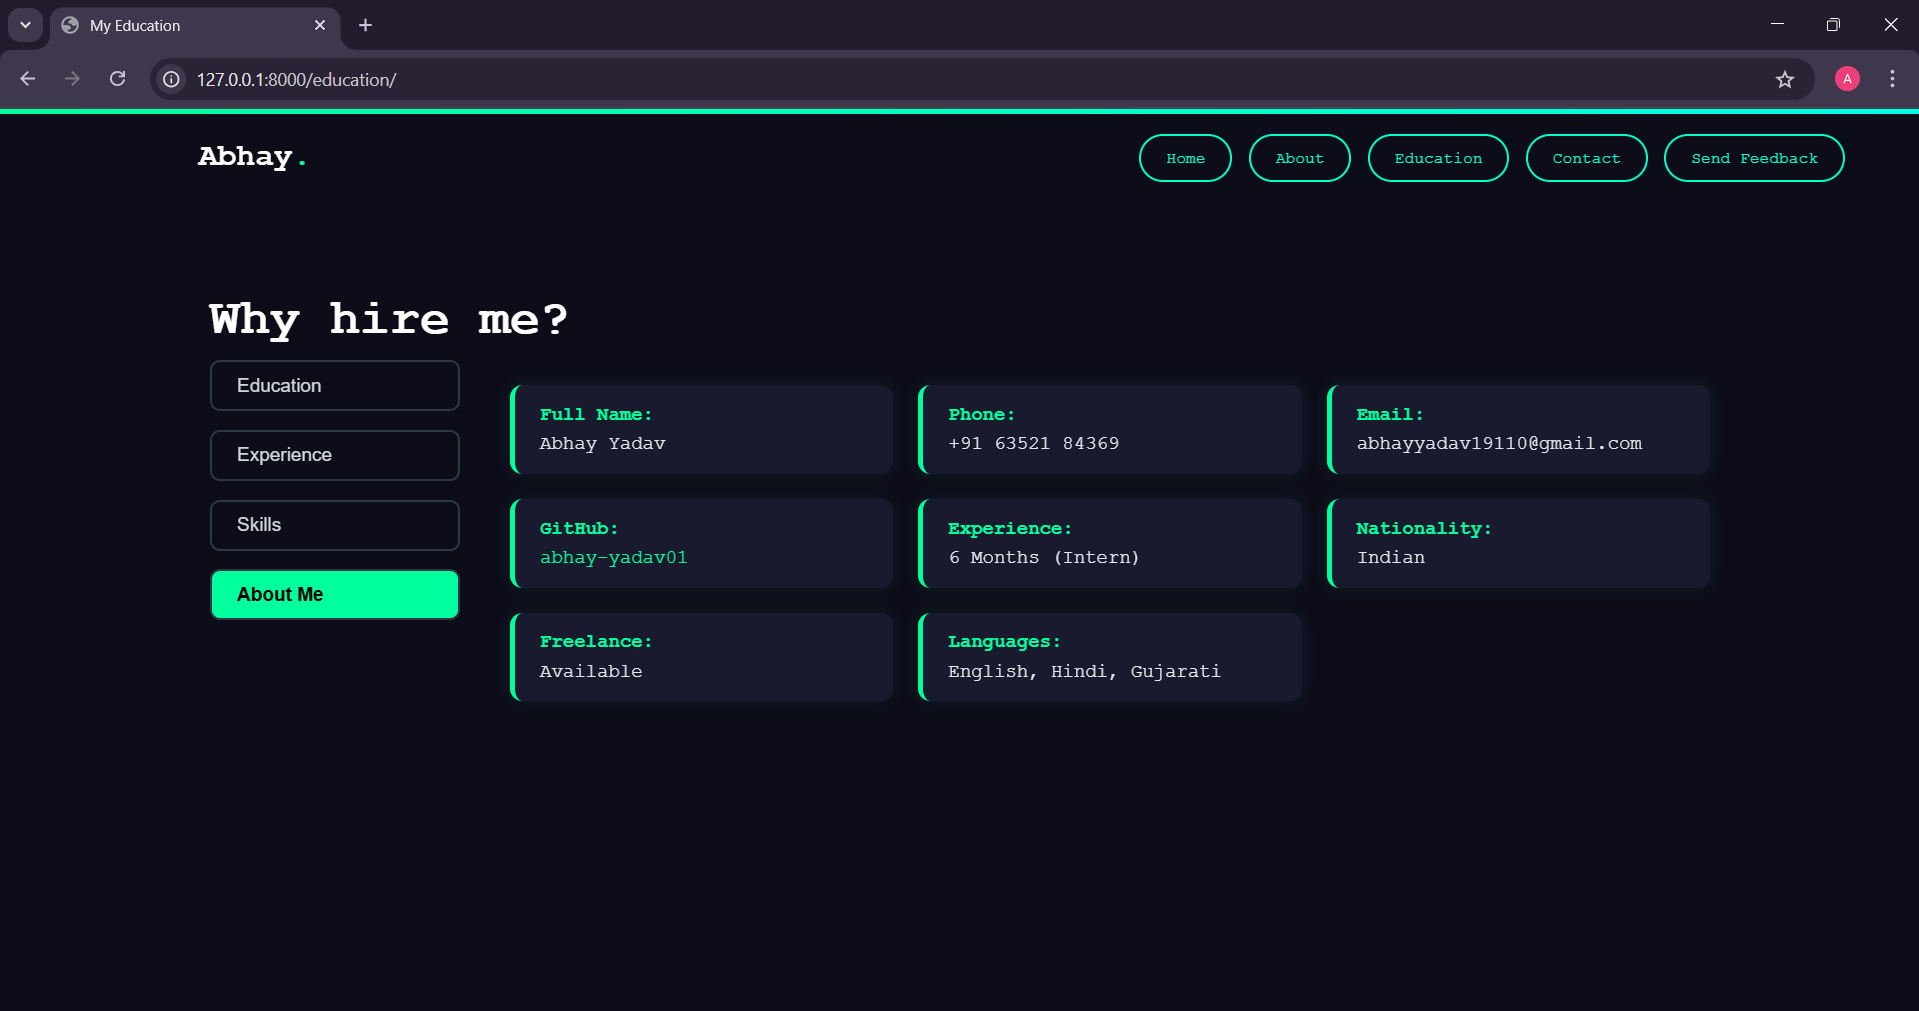 My Education
127.0.0.1:8000/education/
A
Abhay.
Home About Education Contact Send Feedback
Why hire me?
Education
Experience
Skills
About Me
Full Name:
Abhay Yadav
Phone:
+91 63521 84369
Email:
abhayyadav19110@gmail.com
GitHub:
abhay-yadav01
Experience:
6 Months (Intern)
Nationality:
Indian
Freelance:
Available
Languages:
English, Hindi, Gujarati